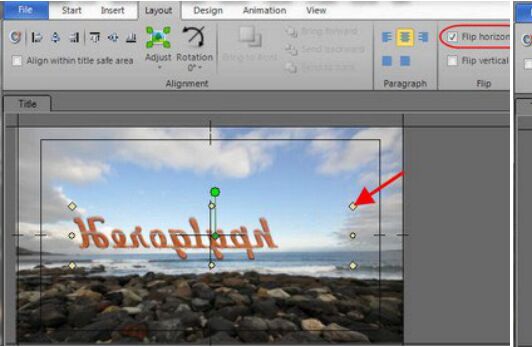 File Start Insert Layout Design Animation View
Bring forward
Flip horizon
Send backward
Align within title safe area Adjust Rotation Bring to front Send to back Flip vertical
0°
Alignment Paragraph Flip
Title